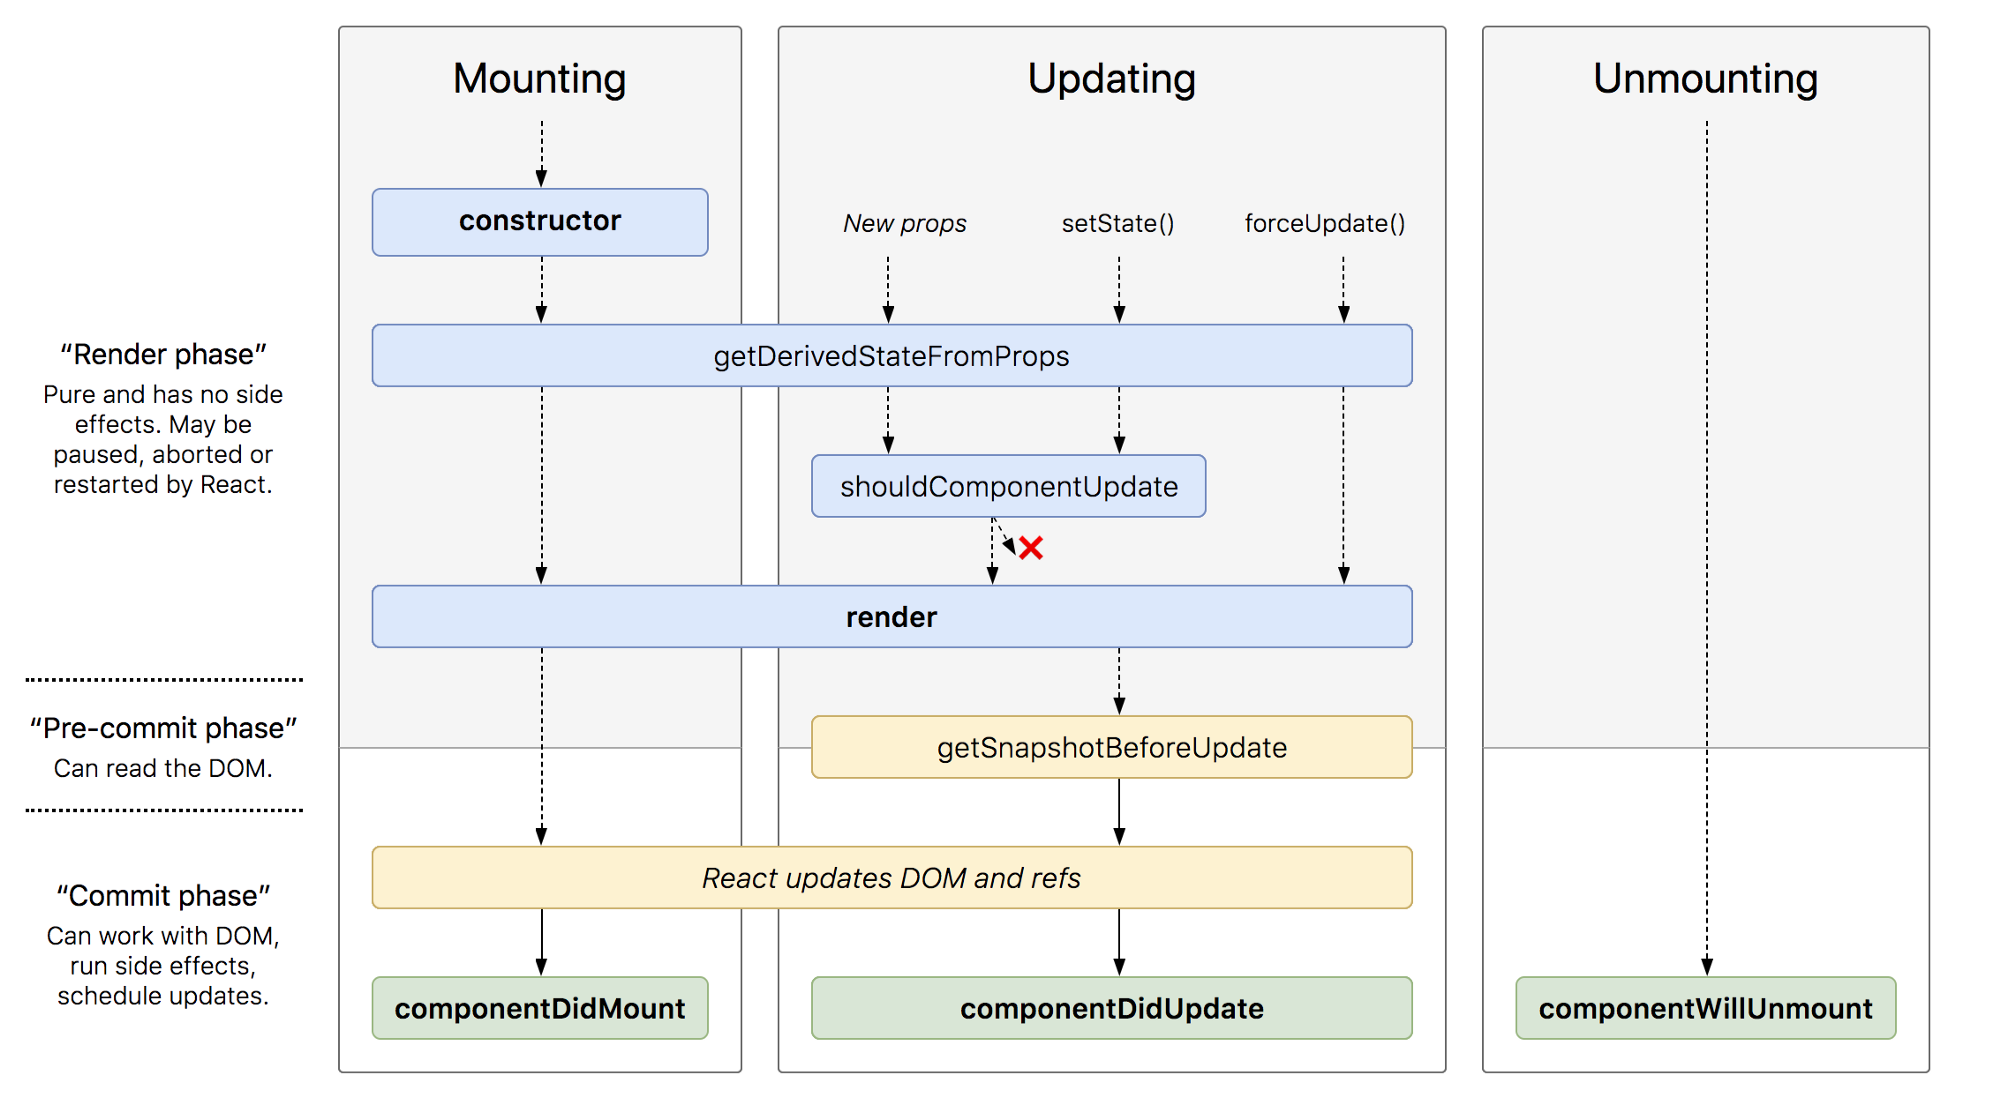 Mounting
Updating
Unmounting
constructor
New props
setState()
forceUpdate()
“Render phase”
Pure and has no side
effects. May be
paused, aborted or
restarted by React.
getDerivedStateFromProps
shouldComponentUpdate
render
“Pre-commit phase”
Can read the DOM.
getSnapshotBeforeUpdate
React updates DOM and refs
“Commit phase”
Can work with DOM,
run side effects,
schedule updates.
componentDidMount
componentDidUpdate
componentWillUnmount